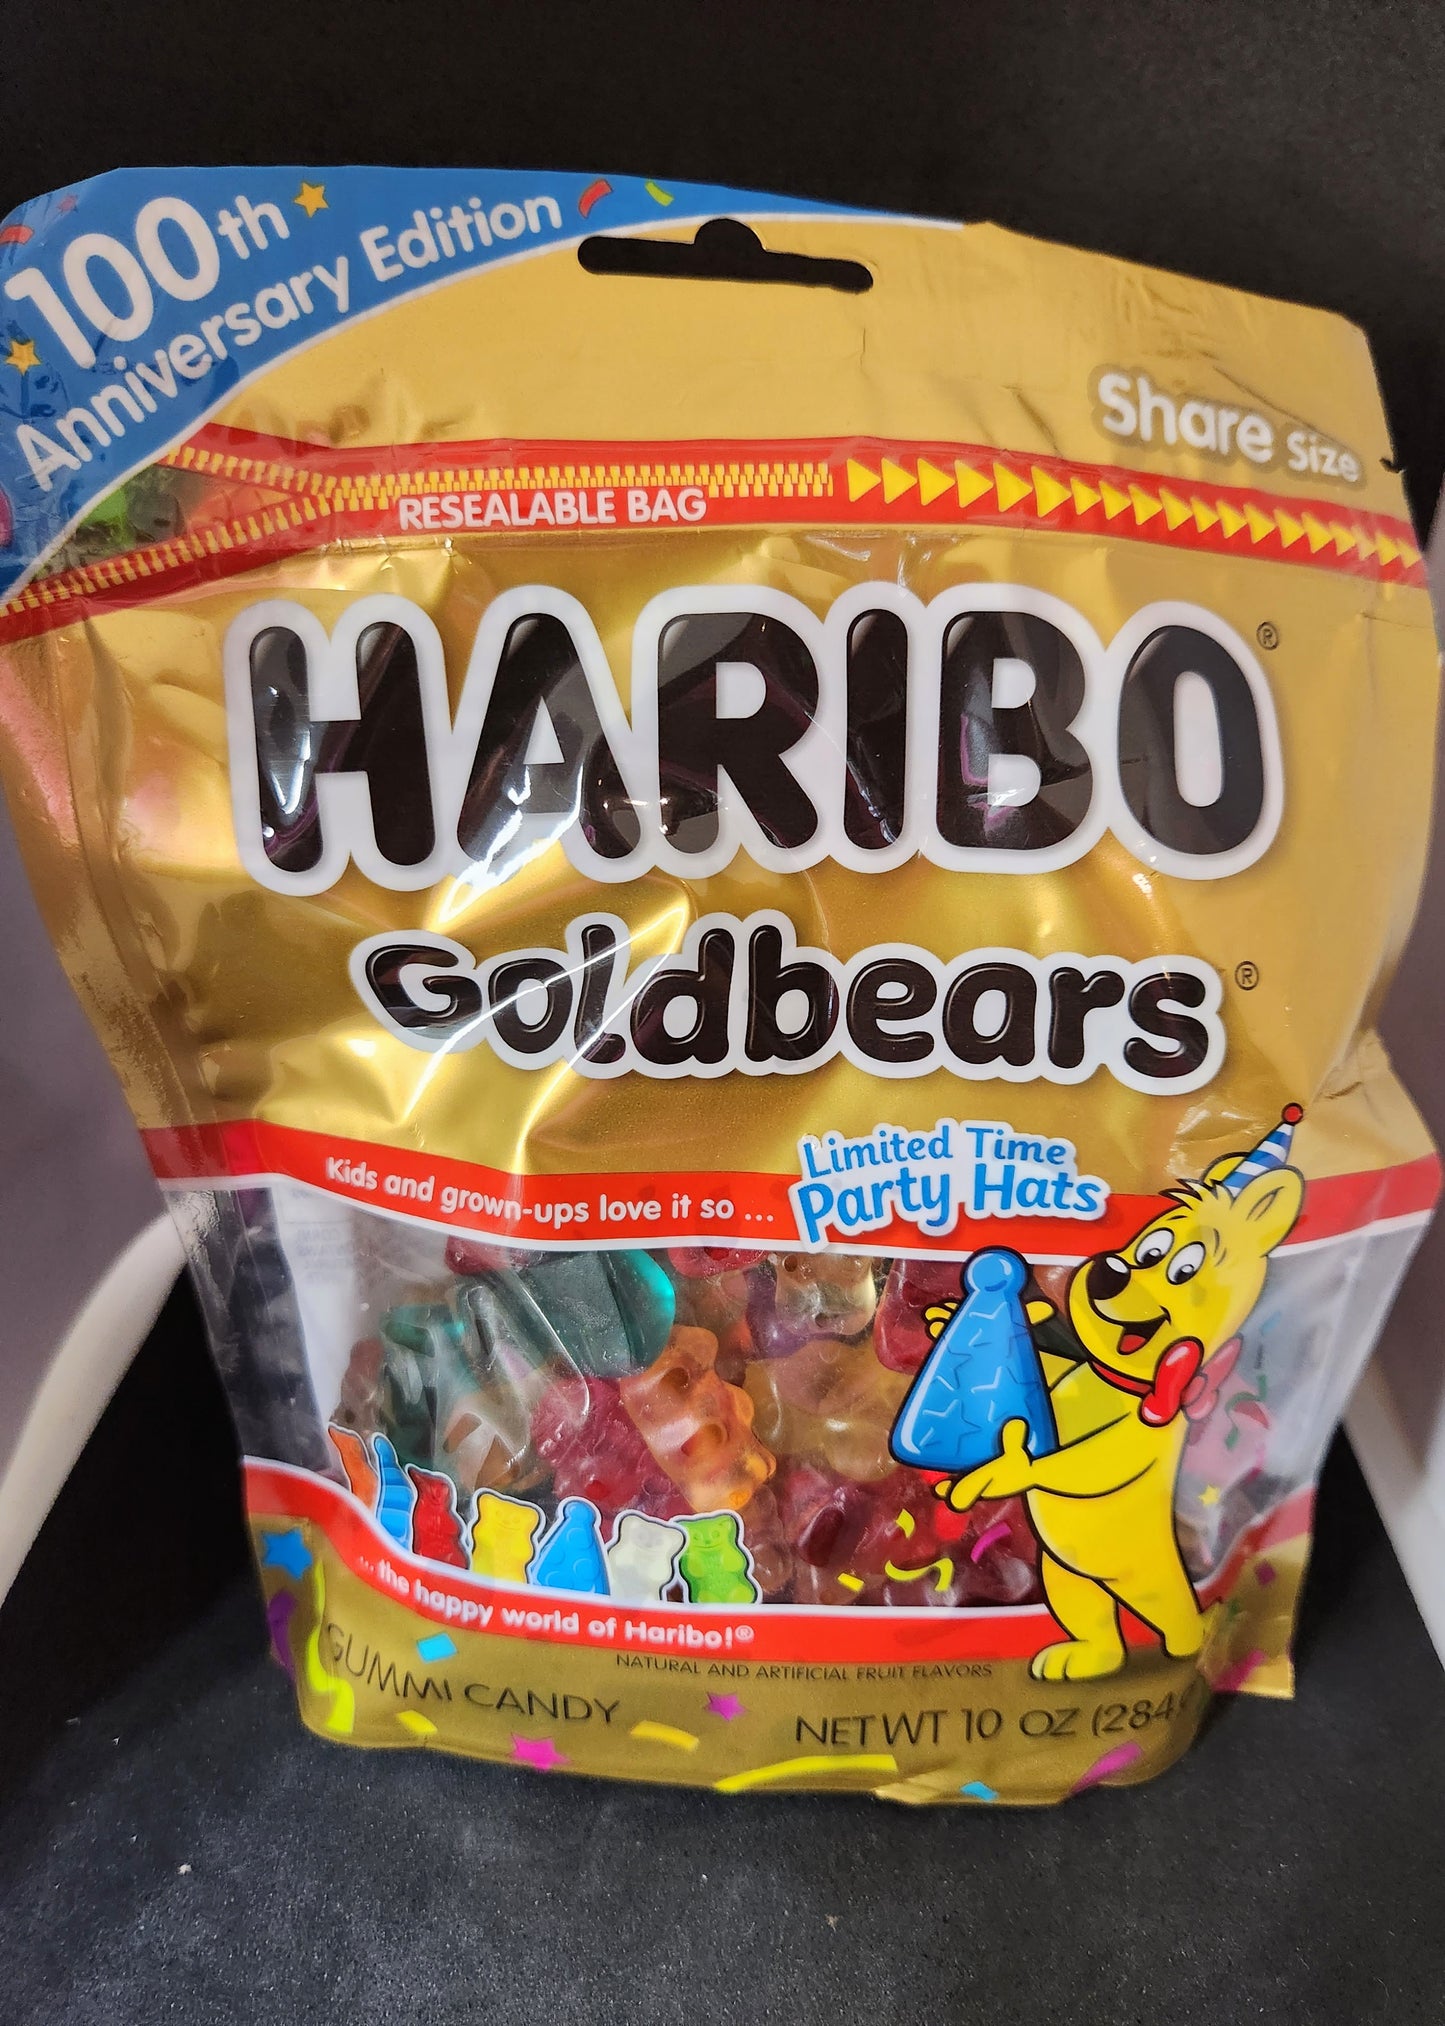 100th
Anniversary Edition
Share Size
RESEALABLE BAG
HARIBO®
Goldbears®
Limited Time
Party Hats
Kids and grown-ups love it so ...
... the happy world of Haribo!®
NATURAL AND ARTIFICIAL FRUIT FLAVORS
GUMMI CANDY
NET WT 10 OZ (284